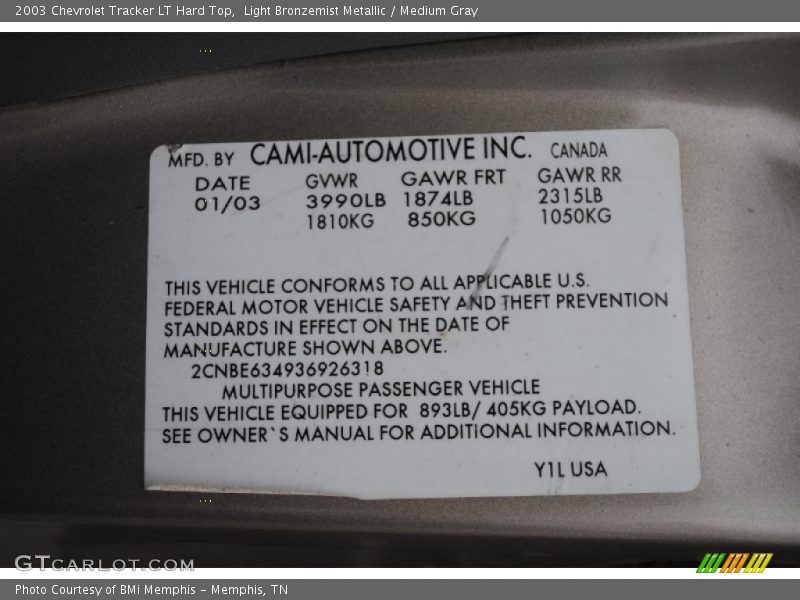 2003 Chevrolet Tracker LT Hard Top,  Light Bronzemist Metallic / Medium Gray
MFD. BY CAMI-AUTOMOTIVE INC. CANADA
DATE GVWR GAWR FRT GAWR RR
01/03 3990LB 1874LB 2315LB
1810KG 850KG 1050KG
THIS VEHICLE CONFORMS TO ALL APPLICABLE U.S.
FEDERAL MOTOR VEHICLE SAFETY AND THEFT PREVENTION
STANDARDS IN EFFECT ON THE DATE OF
MANUFACTURE SHOWN ABOVE.
2CNBE634936926318
MULTIPURPOSE PASSENGER VEHICLE
THIS VEHICLE EQUIPPED FOR 893LB/ 405KG PAYLOAD.
SEE OWNER`S MANUAL FOR ADDITIONAL INFORMATION.
Y1L USA
GTCARLOT.COM
Photo Courtesy of BMi Memphis – Memphis, TN